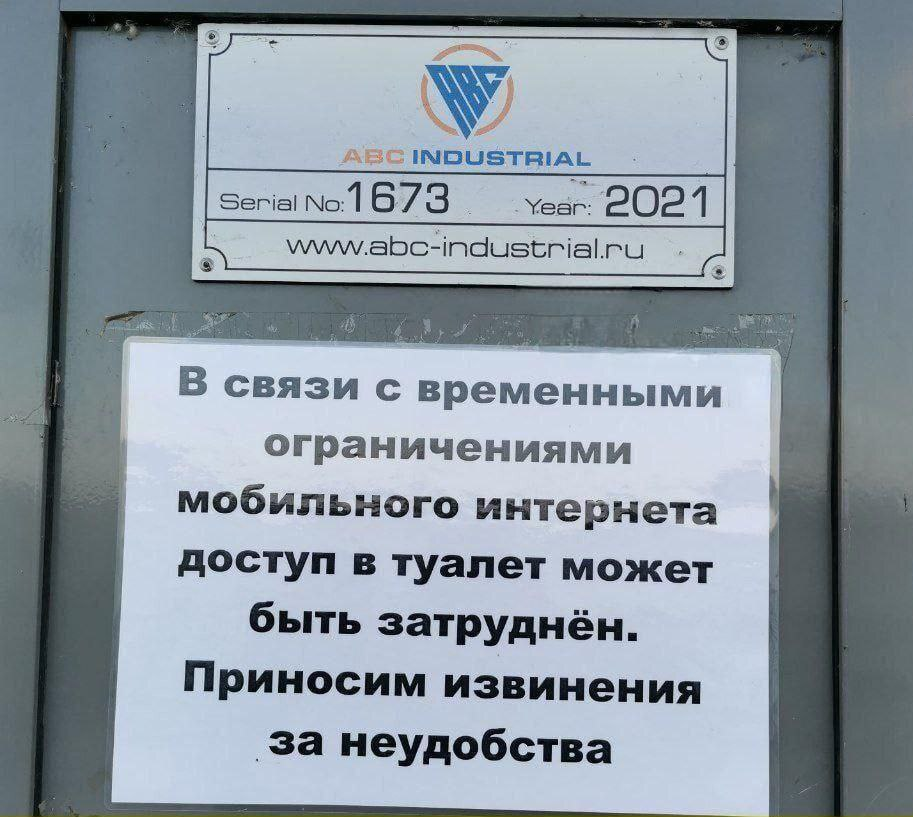 ABC
ABC INDUSTRIAL
Serial No: 1673 Year: 2021
www.abc-industrial.ru
В связи с временными
ограничениями
мобильного интернета
доступ в туалет может
быть затруднён.
Приносим извинения
за неудобства